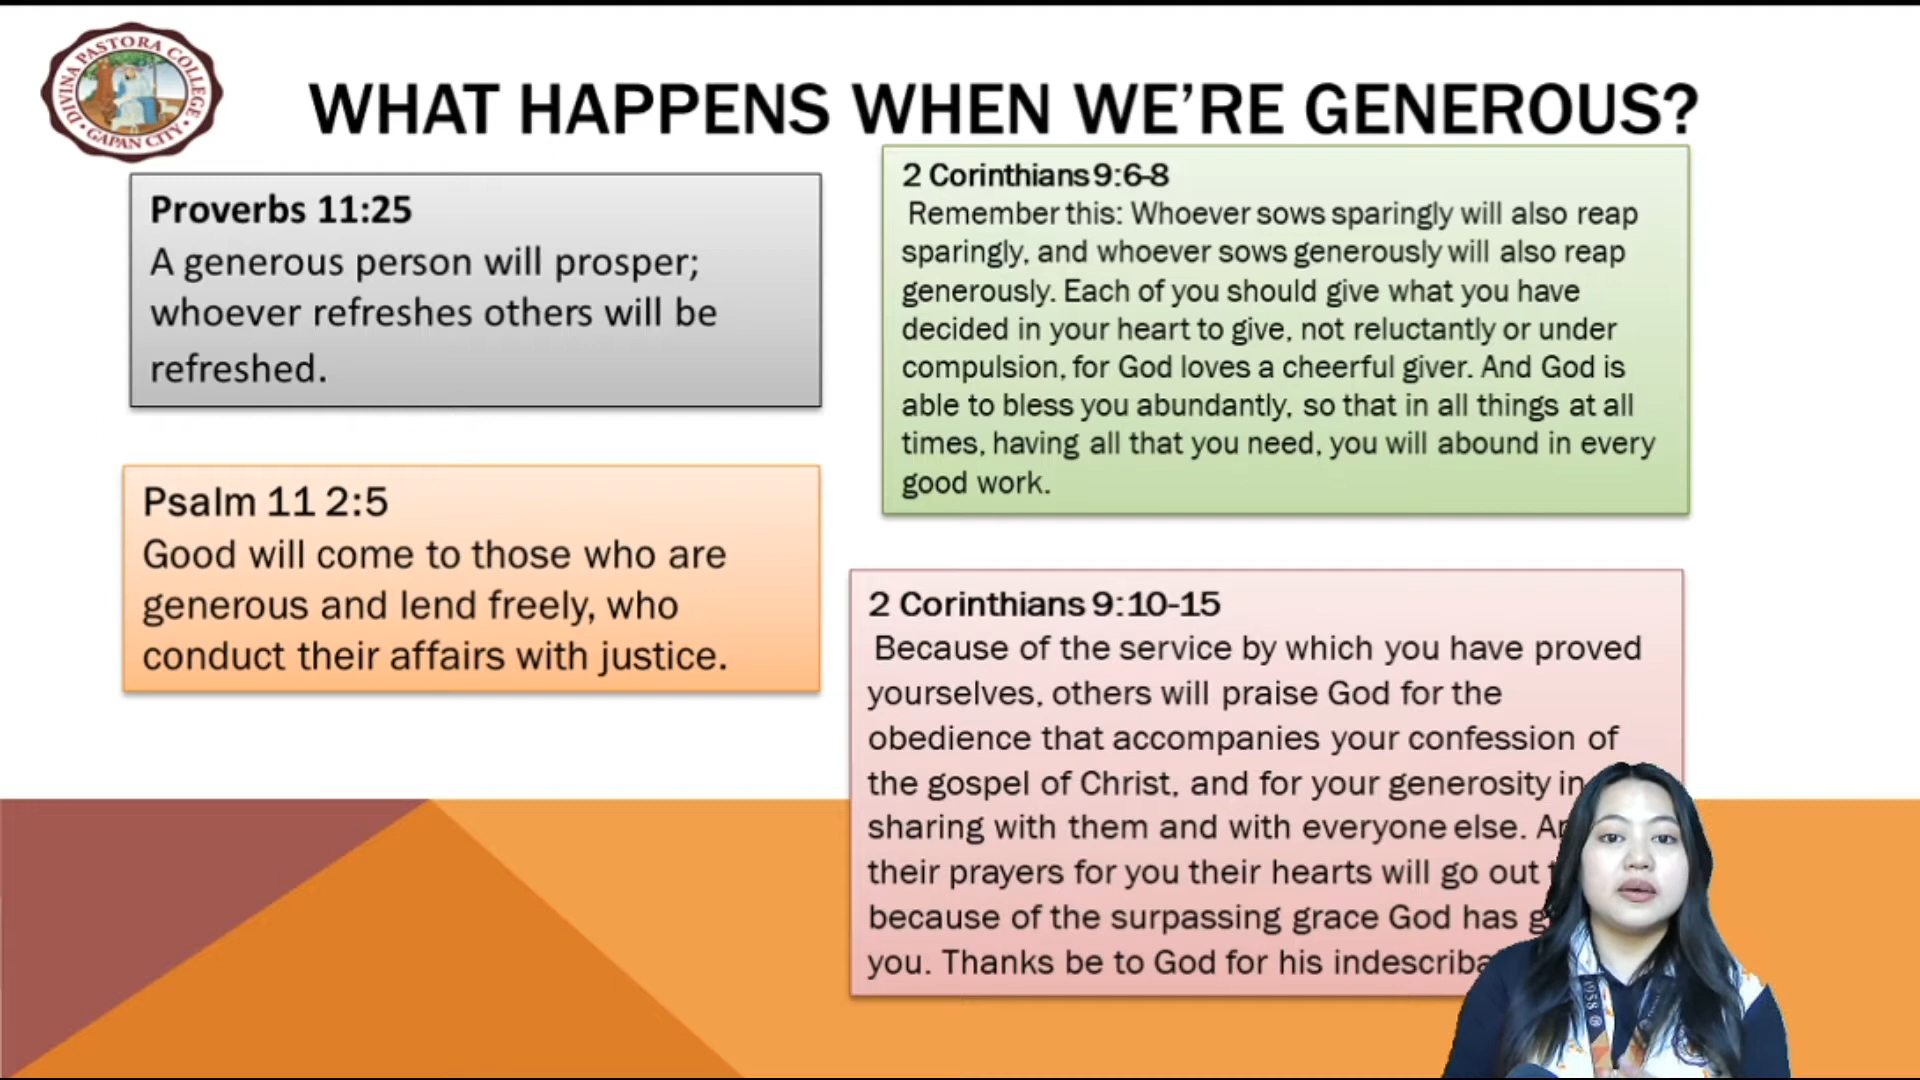 DIVINA PASTORA COLLEGE
GAPAN CITY
WHAT HAPPENS WHEN WE’RE GENEROUS?
Proverbs 11:25
A generous person will prosper;
whoever refreshes others will be
refreshed.
Psalm 11 2:5
Good will come to those who are
generous and lend freely, who
conduct their affairs with justice.
2 Corinthians 9:6-8
Remember this: Whoever sows sparingly will also reap
sparingly, and whoever sows generously will also reap
generously. Each of you should give what you have
decided in your heart to give, not reluctantly or under
compulsion, for God loves a cheerful giver. And God is
able to bless you abundantly, so that in all things at all
times, having all that you need, you will abound in every
good work.
2 Corinthians 9:10-15
Because of the service by which you have proved
yourselves, others will praise God for the
obedience that accompanies your confession of
the gospel of Christ, and for your generosity in
sharing with them and with everyone else.
their prayers for you their hearts will go out
because of the surpassing grace God has
you. Thanks be to God for his
1958